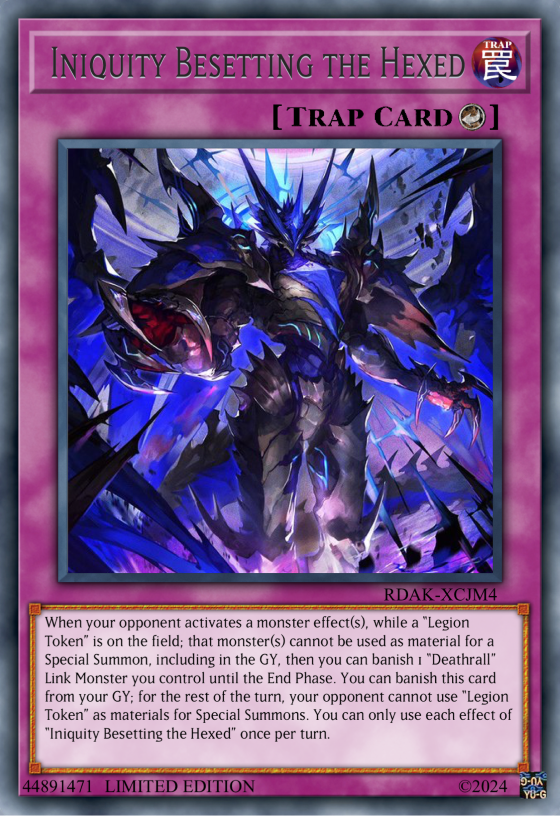 Iniquity Besetting the Hexed
TRAP
罠
[Trap Card]
RDAK-XCJM4
When your opponent activates a monster effect(s), while a "Legion
Token" is on the field; that monster(s) cannot be used as material for a
Special Summon, including in the GY, then you can banish 1 "Deathrall"
Link Monster you control until the End Phase. You can banish this card
from your GY; for the rest of the turn, your opponent cannot use "Legion
Token" as materials for Special Summons. You can only use each effect of
"Iniquity Besetting the Hexed" once per turn.
44891471 LIMITED EDITION ©2024
YU-G
YU-G